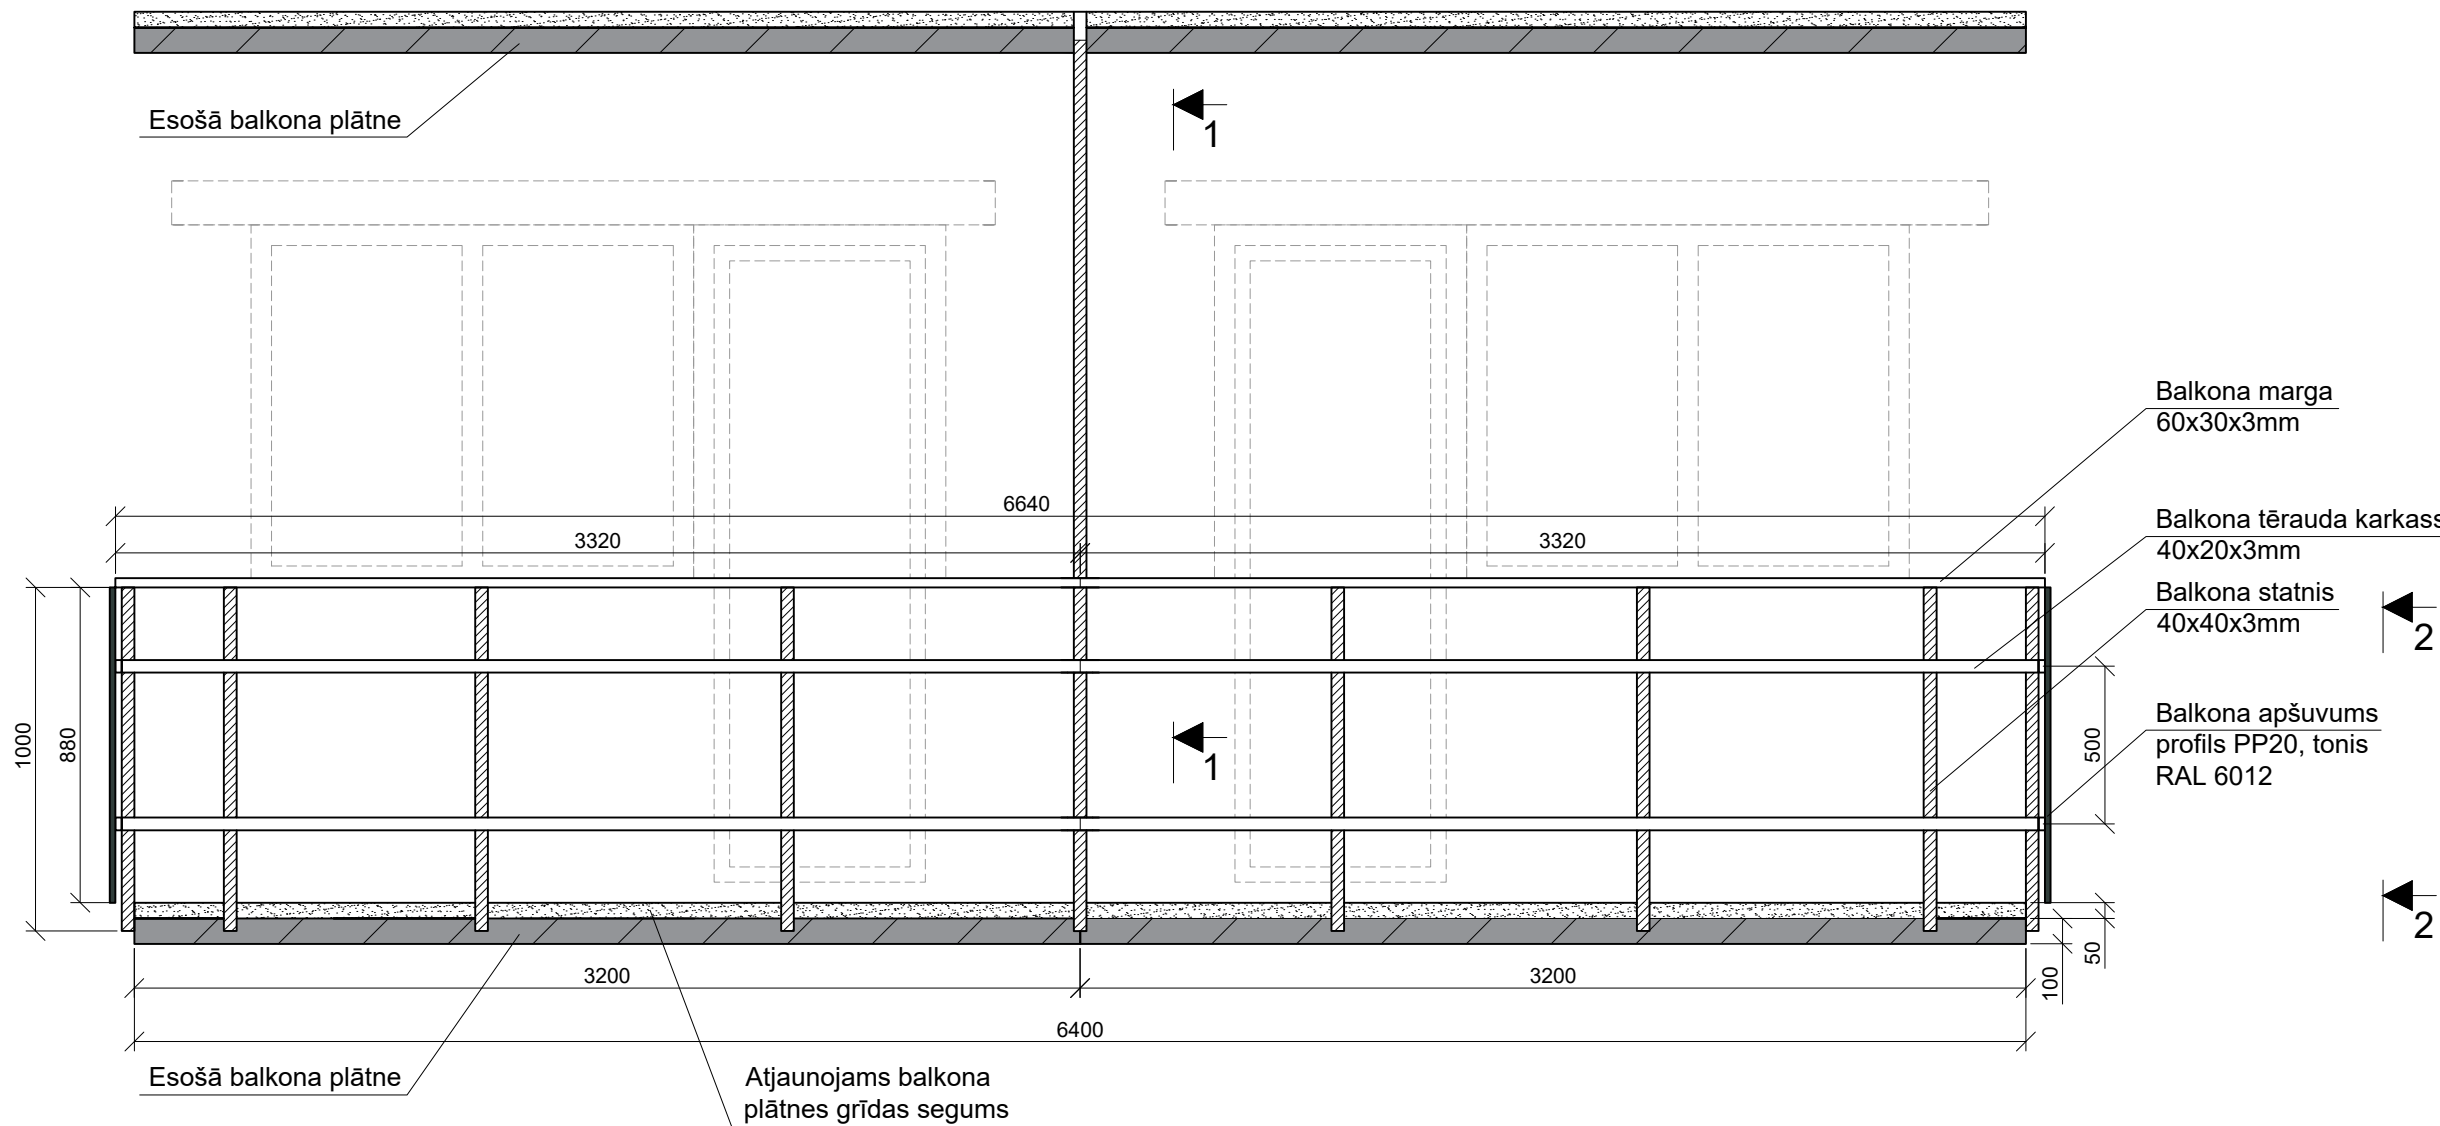 Esošā balkona plātne
1
6640
3320
3320
Balkona marga
60x30x3mm
Balkona tērauda karkass
40x20x3mm
Balkona statnis
40x40x3mm
2
Balkona apšuvums
profils PP20, tonis
RAL 6012
1000
880
1
500
2
50
100
3200
3200
6400
Esošā balkona plātne
Atjaunojams balkona
plātnes grīdas segums